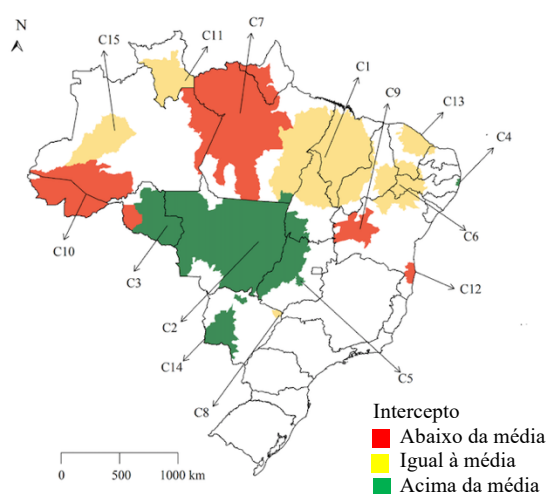 N
C7
C15
C11
C1
C9
C13
C4
C6
C10
C3
C12
C2
C14
C5
C8
Intercepto
Abaixo da média
Igual à média
Acima da média
0 500 1000 km